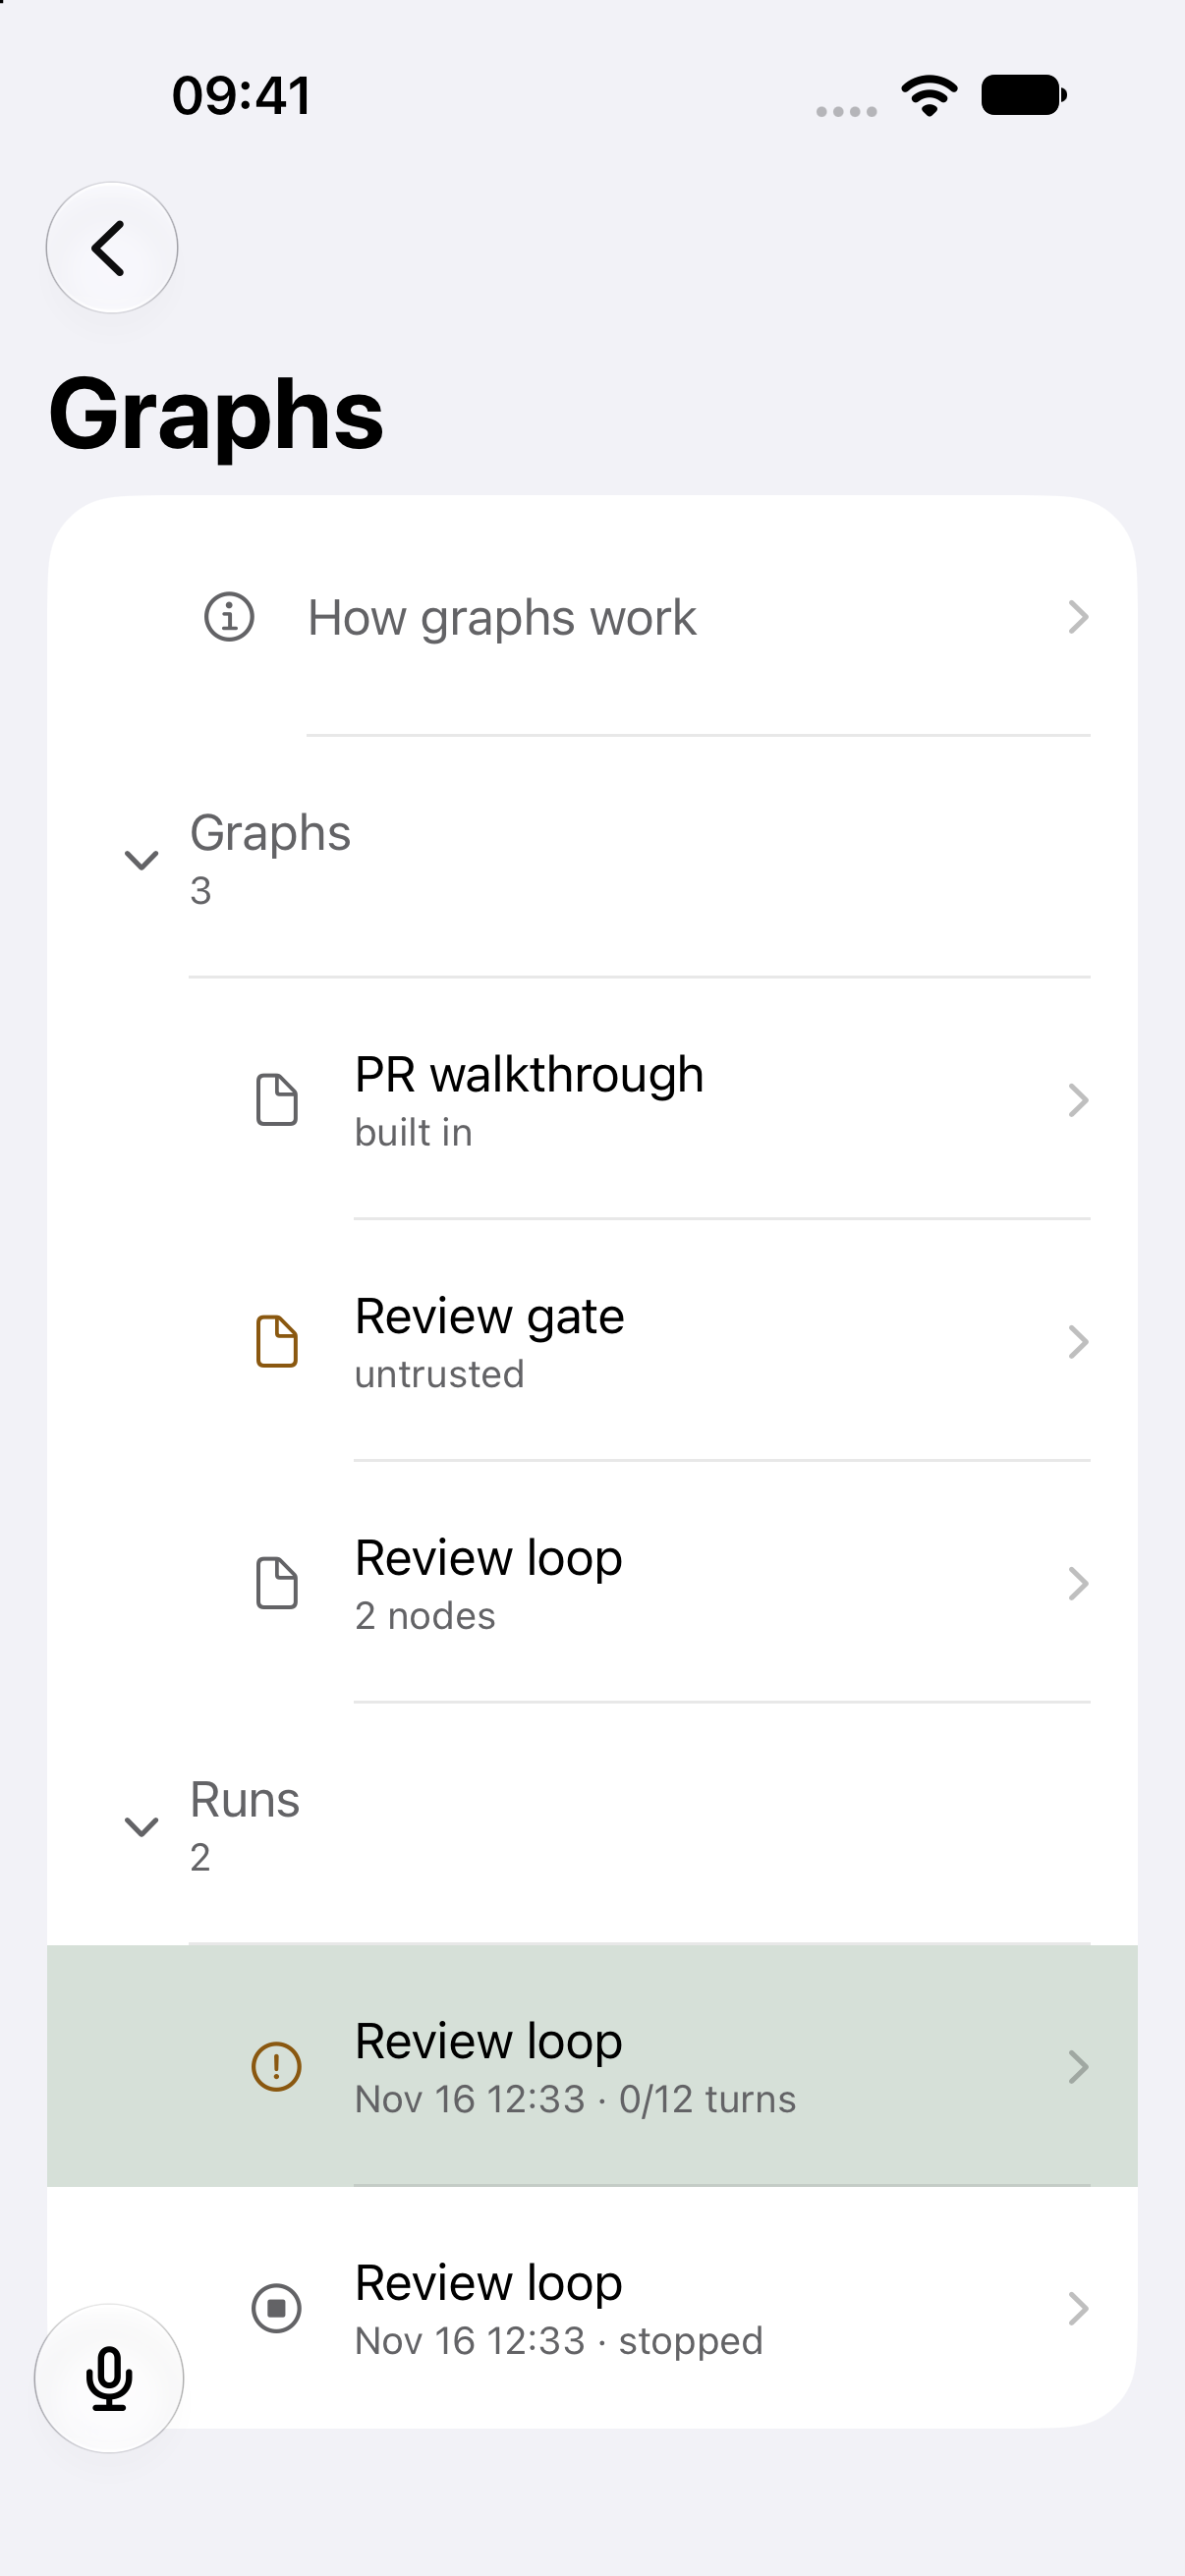 09:41
Graphs
How graphs work
Graphs
3
PR walkthrough
built in
Review gate
untrusted
Review loop
2 nodes
Runs
2
Review loop
Nov 16 12:33 · 0/12 turns
Review loop
Nov 16 12:33 · stopped